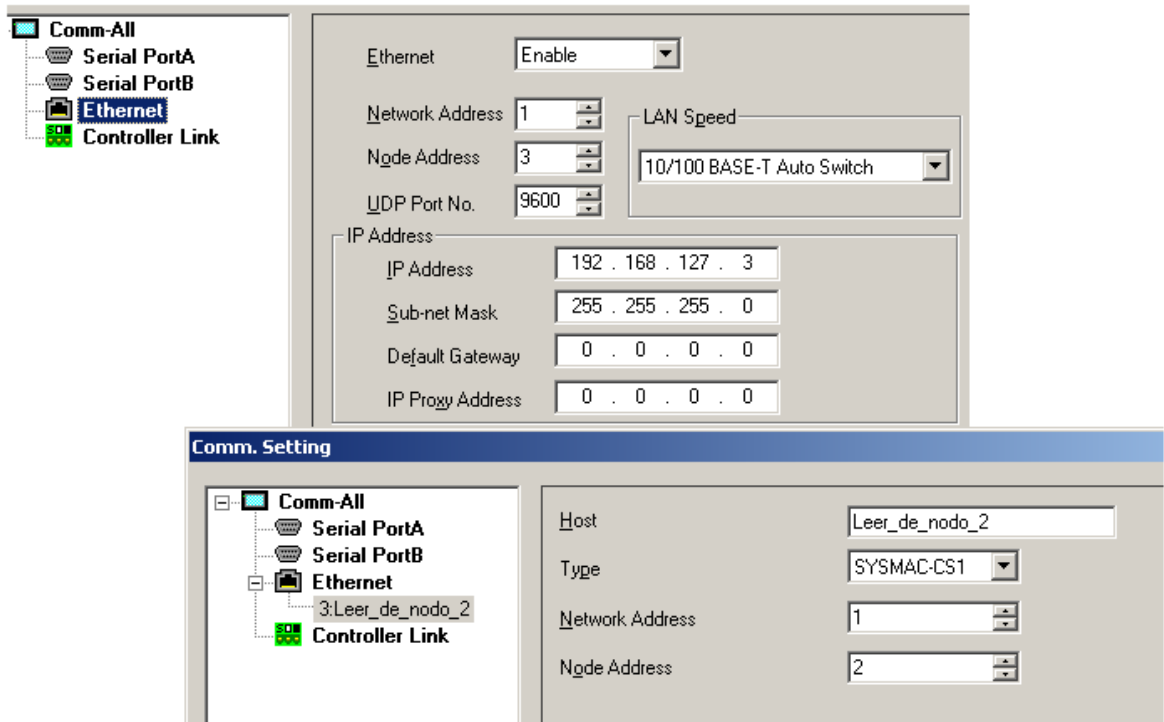 Comm-All
Serial PortA
Serial PortB
Ethernet
Controller Link
Ethernet Enable
Network Address 1
Node Address 3
UDP Port No. 9600
LAN Speed
10/100 BASE-T Auto Switch
IP Address
IP Address 192 . 168 . 127 . 3
Sub-net Mask 255 . 255 . 255 . 0
Default Gateway 0 . 0 . 0 . 0
IP Proxy Address 0 . 0 . 0 . 0
Comm. Setting
Comm-All
Serial PortA
Serial PortB
Ethernet
3:Leer_de_nodo_2
Controller Link
Host Leer_de_nodo_2
Type SYSMAC-CS1
Network Address 1
Node Address 2